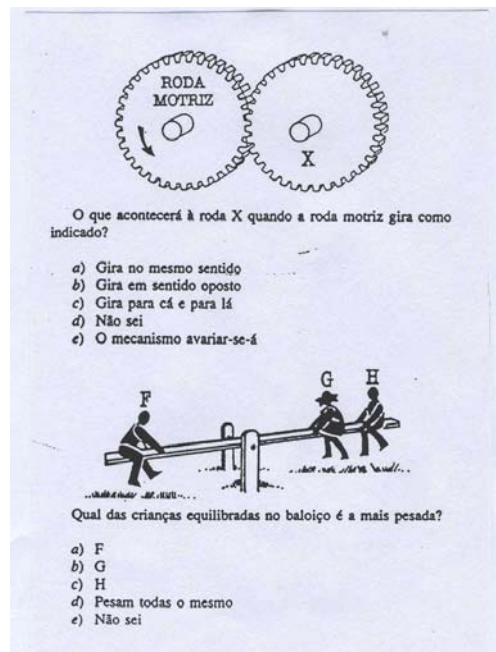 RODA
MOTRIZ
X
O que acontecerá à roda X quando a roda motriz gira como
indicado?
a) Gira no mesmo sentido
b) Gira em sentido oposto
c) Gira para cá e para lá
d) Não sei
e) O mecanismo avariar-se-á
F
G H
Qual das crianças equilibradas no baloiço é a mais pesada?
a) F
b) G
c) H
d) Pesam todas o mesmo
e) Não sei